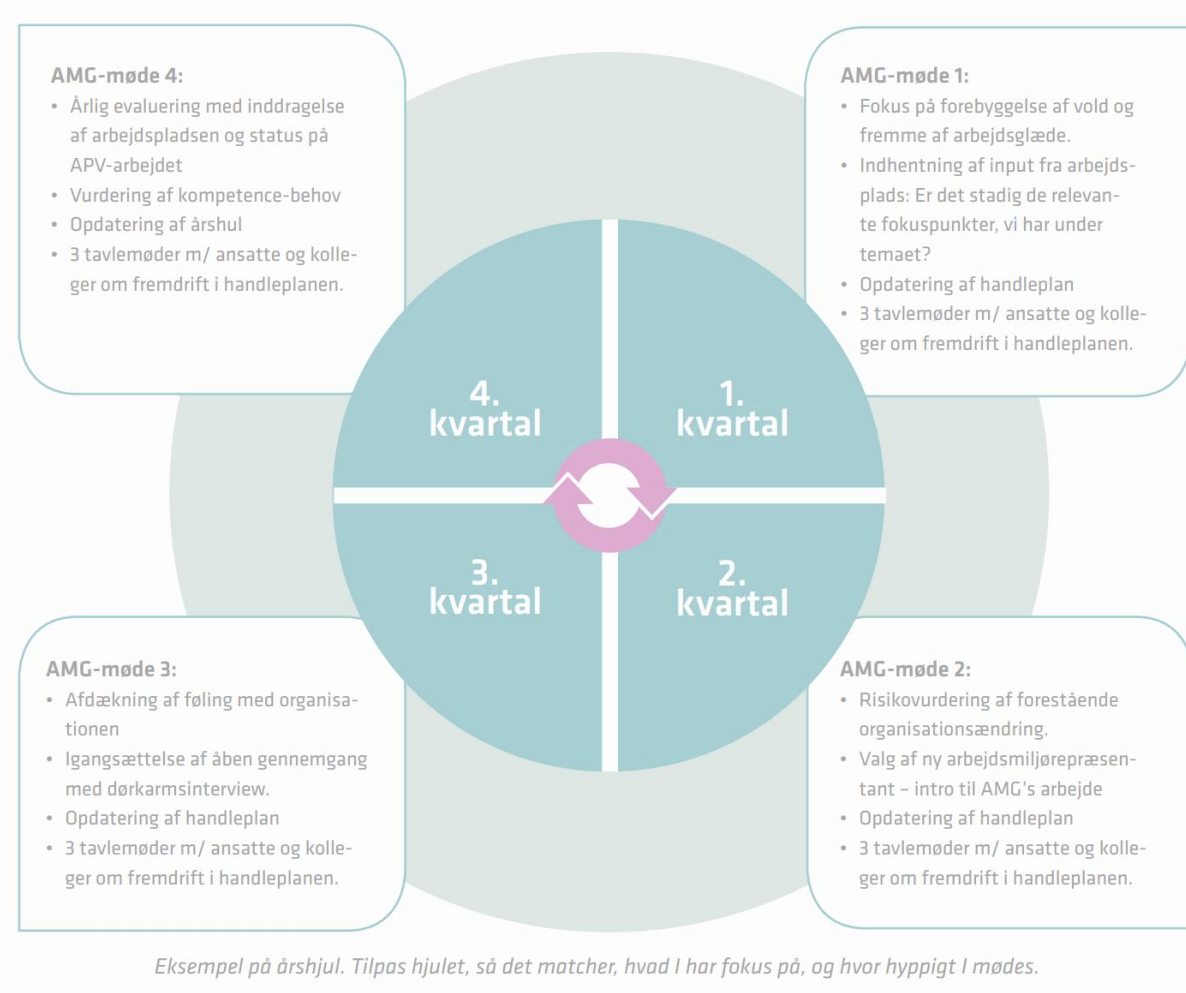 AMG-møde 4:
• Årlig evaluering med inddragelse
af arbejdspladsen og status på
APV-arbejdet
• Vurdering af kompetence-behov
• Opdatering af årshul
• 3 tavlemøder m/ ansatte og kolle-
ger om fremdrift i handleplanen.
AMG-møde 1:
• Fokus på forebyggelse af vold og
fremme af arbejdsglæde.
• Indhentning af input fra arbejds-
plads: Er det stadig de relevan-
te fokuspunkter, vi har under
temaet?
• Opdatering af handleplan
• 3 tavlemøder m/ ansatte og kolle-
ger om fremdrift i handleplanen.
4.
kvartal
1.
kvartal
3.
kvartal
2.
kvartal
AMG-møde 3:
• Afdækning af føling med organisa-
tionen
• Igangsættelse af åben gennemgang
med dørkarmsinterview.
• Opdatering af handleplan
• 3 tavlemøder m/ ansatte og kolle-
ger om fremdrift i handleplanen.
AMG-møde 2:
• Risikovurdering af forestående
organisationsændring.
• Valg af ny arbejdsmiljørepræsen-
tant – intro til AMG's arbejde
• Opdatering af handleplan
• 3 tavlemøder m/ ansatte og kolle-
ger om fremdrift i handleplanen.
Eksempel på årshjul. Tilpas hjulet, så det matcher, hvad I har fokus på, og hvor hyppigt I mødes.